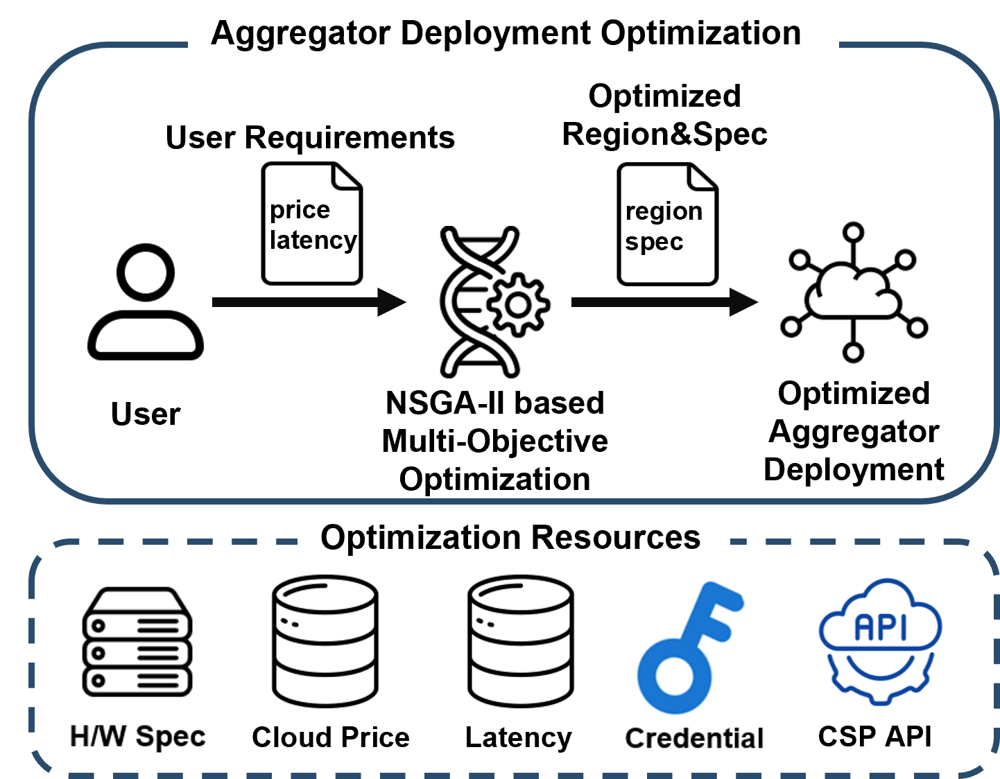 Aggregator Deployment Optimization
User Requirements
price
latency
Optimized
Region&Spec
region
spec
User
NSGA-II based
Multi-Objective
Optimization
Optimized
Aggregator
Deployment
Optimization Resources
API
H/W Spec
Cloud Price
Latency
Credential
CSP API